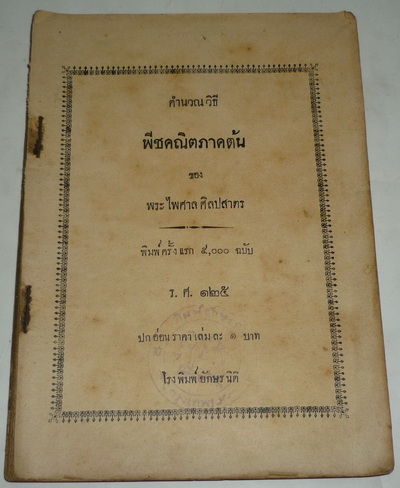 คำนวณวิธี
พีชคณิตภาคต้น
ของ
พระไพศาลศิลปสาตร
พิมพ์ครั้งแรก ๕,๐๐๐ ฉบับ
ร. ศ. ๑๒๕
ปกอ่อนราคาเล่มละ ๑ บาท
โรงพิมพ์อักษรนิติ